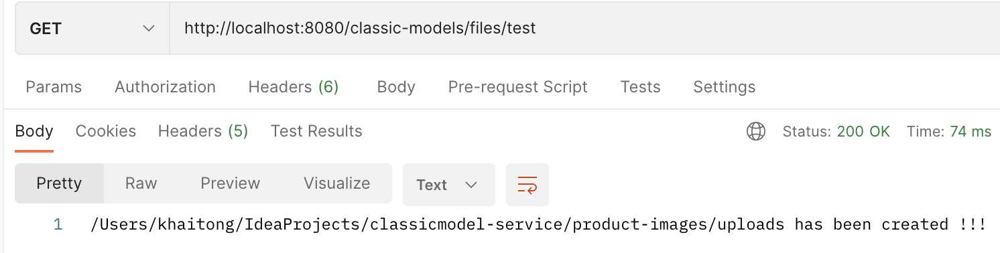 GET http://localhost:8080/classic-models/files/test
Params Authorization Headers (6) Body Pre-request Script Tests Settings
Body Cookies Headers (5) Test Results Status: 200 OK Time: 74 ms
Pretty Raw Preview Visualize Text
1 /Users/khaitong/IdeaProjects/classicmodel-service/product-images/uploads has been created !!!